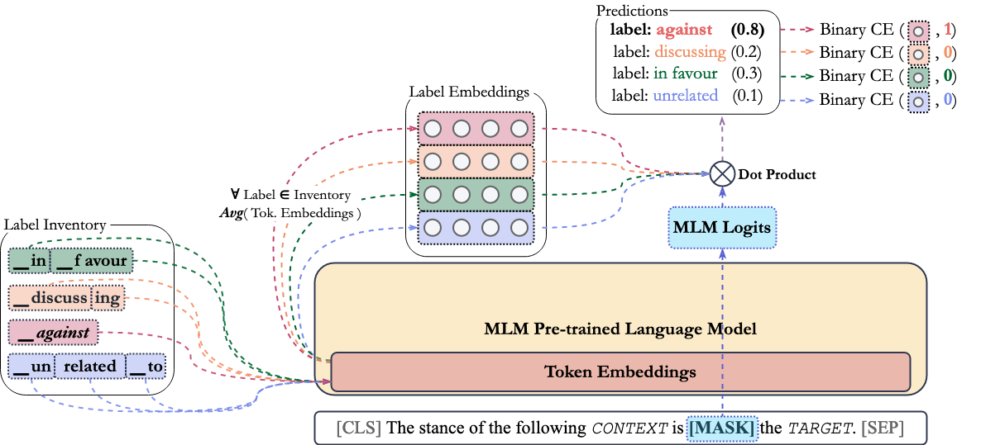 Predictions
label: against (0.8)
label: discussing (0.2)
label: in favour (0.3)
label: unrelated (0.1)
Binary CE ( , 1)
Binary CE ( , 0)
Binary CE ( , 0)
Binary CE ( , 0)
Label Embeddings
Dot Product
∀ Label ∈ Inventory
Avg( Tok. Embeddings )
MLM Logits
Label Inventory
__in __f avour
__discuss ing
__against
__un related __to
MLM Pre-trained Language Model
Token Embeddings
[CLS] The stance of the following CONTEXT is [MASK] the TARGET. [SEP]